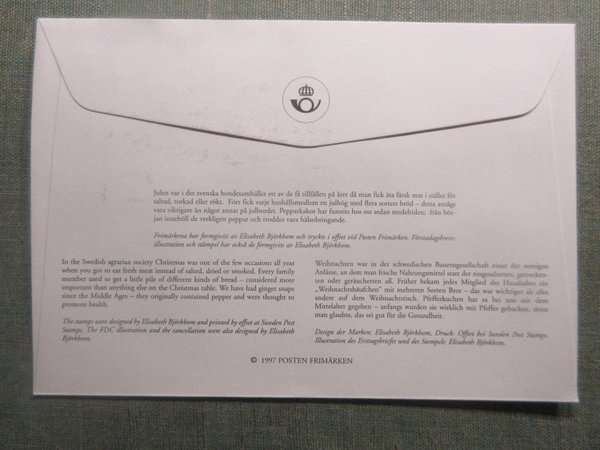 Julen var i det svenska bondesamhället ett av de få tillfällen på året då man fick äta färsk mat i stället för
saltad, torkad eller rökt. Förr fick varje hushållmedlem en julhög med flera sorters bröd – detta ansågs
vara viktigare än något annat på julbordet. Pepparkakor har funnits hos oss sedan medeltiden: från bör-
jan innehöll de verkligen peppar och troddes vara hälsobringande.
Frimärkena har formgivits av Elisabeth Björkbom och tryckts i offset vid Posten Frimärken. Förstadagsbrevs-
illustration och stämpel har också de formgivits av Elisabeth Björkbom.
In the Swedish agrarian society Christmas was one of the few occasions all year
when you got to eat fresh meat instead of salted, dried or smoked. Every family
member used to get a little pile of different kinds of bread – considered more
important than anything else on the Christmas table. We have had ginger snaps
since the Middle Ages – they originally contained pepper and were thought to
promote health.
The stamps were designed by Elisabeth Björkbom and printed by offset at Sweden Post
Stamps. The FDC illustration and the cancellation were also designed by Elisabeth
Björkbom.
Weihnachten war in der schwedischen Bauerngesellschaft einer der wenigen
Anlässe, an dem man frische Nahrungsmittel statt der eingesalzenen, getrockne-
ten oder geräucherten aß. Früher bekam jedes Mitglied des Haushaltes ein
„Weihnachtshäufchen" mit mehreren Sorten Brot – das war wichtiger als alles
andere auf dem Weihnachtstisch. Pfefferkuchen hat es bei uns seit dem
Mittelalter gegeben – anfangs wurden sie wirklich mit Pfeffer gebacken, denn
man glaubte, das sei gut für die Gesundheit.
Design der Marken: Elisabeth Björkbom. Druck: Offset bei Sweden Post Stamps.
Illustration des Ersttagsbriefes und des Stempels: Elisabeth Björkbom.
© 1997 POSTEN FRIMÄRKEN